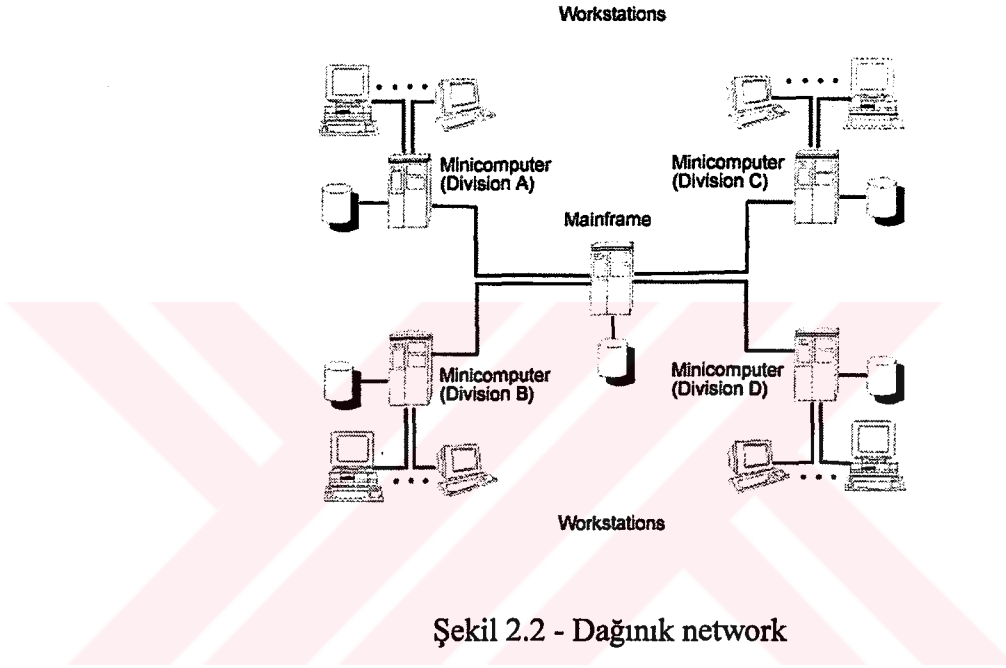 Workstations
Minicomputer
(Division A)
Minicomputer
(Division C)
Mainframe
Minicomputer
(Division B)
Minicomputer
(Division D)
Workstations
Şekil 2.2 - Dağınık network